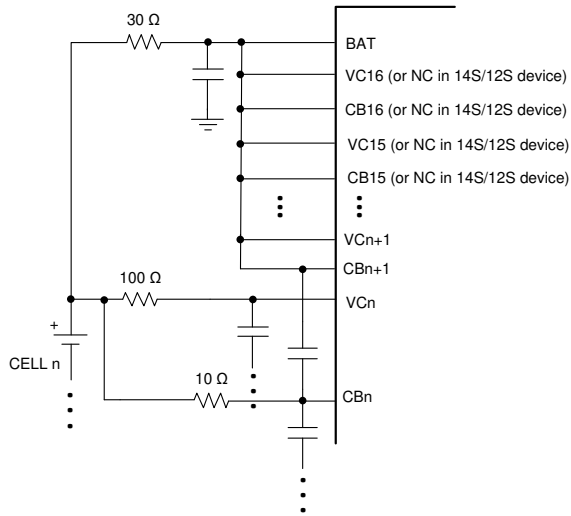 30 Ω
BAT
VC16 (or NC in 14S/12S device)
CB16 (or NC in 14S/12S device)
VC15 (or NC in 14S/12S device)
CB15 (or NC in 14S/12S device)
VCn+1
CBn+1
100 Ω
VCn
+
CELL n
10 Ω
CBn